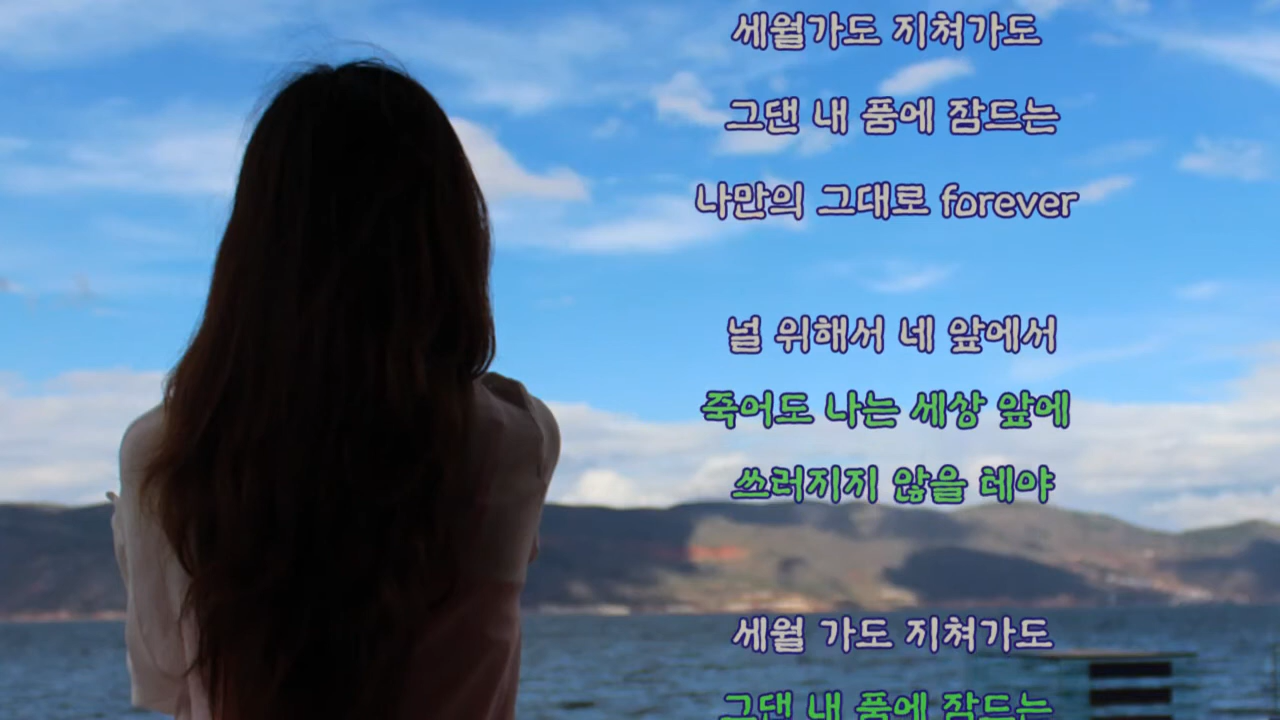 세월가도 지쳐가도
그댄 내 품에 잠드는
나만의 그대로 forever
널 위해서 네 앞에서
죽어도 나는 세상 앞에
쓰러지지 않을 테야
세월 가도 지쳐가도
그댄 내 품에 잠드는